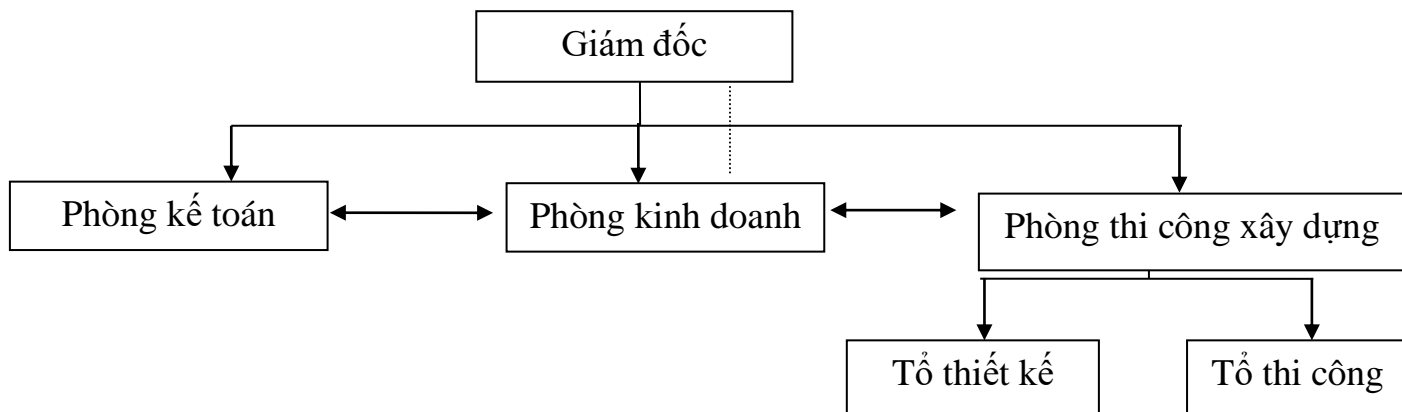 Giám đốc
Phòng kế toán
Phòng kinh doanh
Phòng thi công xây dựng
Tổ thiết kế
Tổ thi công